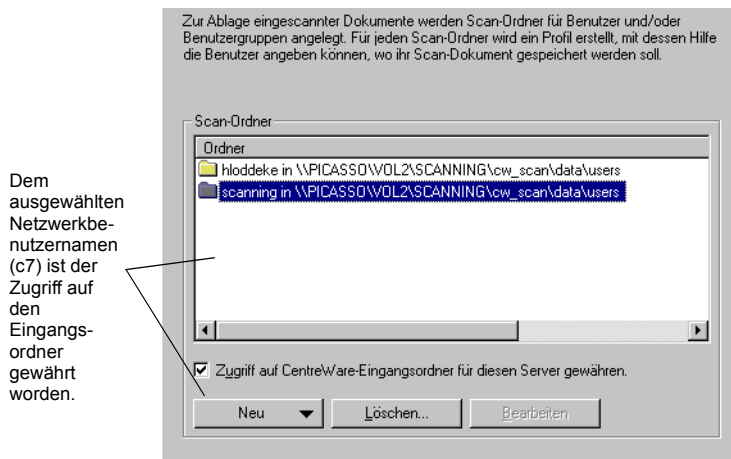 Zur Ablage eingescannter Dokumente werden Scan-Ordner für Benutzer und/oder
Benutzergruppen angelegt. Für jeden Scan-Ordner wird ein Profil erstellt, mit dessen Hilfe
die Benutzer angeben können, wo ihr Scan-Dokument gespeichert werden soll.
Scan-Ordner
Ordner
hloddeke in \\PICASSO\VOL2\SCANNING\cw_scan\data\users
scanning in \\PICASSO\VOL2\SCANNING\cw_scan\data\users
Dem
ausgewählten
Netzwerkbe-
nutzernamen
(c7) ist der
Zugriff auf
den
Eingangs-
ordner
gewährt
worden.
Zugriff auf CentreWare-Eingangsordner für diesen Server gewähren.
Neu
Löschen...
Bearbeiten